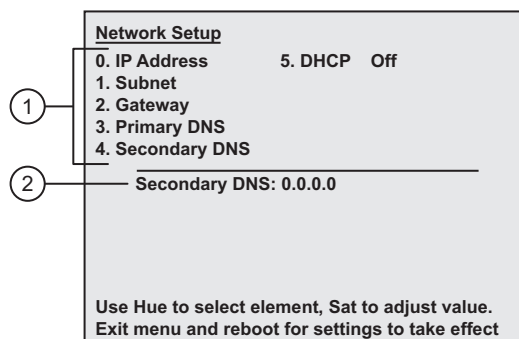 Network Setup
0. IP Address 5. DHCP Off
1. Subnet
2. Gateway
3. Primary DNS
4. Secondary DNS
Secondary DNS: 0.0.0.0
Use Hue to select element, Sat to adjust value.
Exit menu and reboot for settings to take effect
1
2